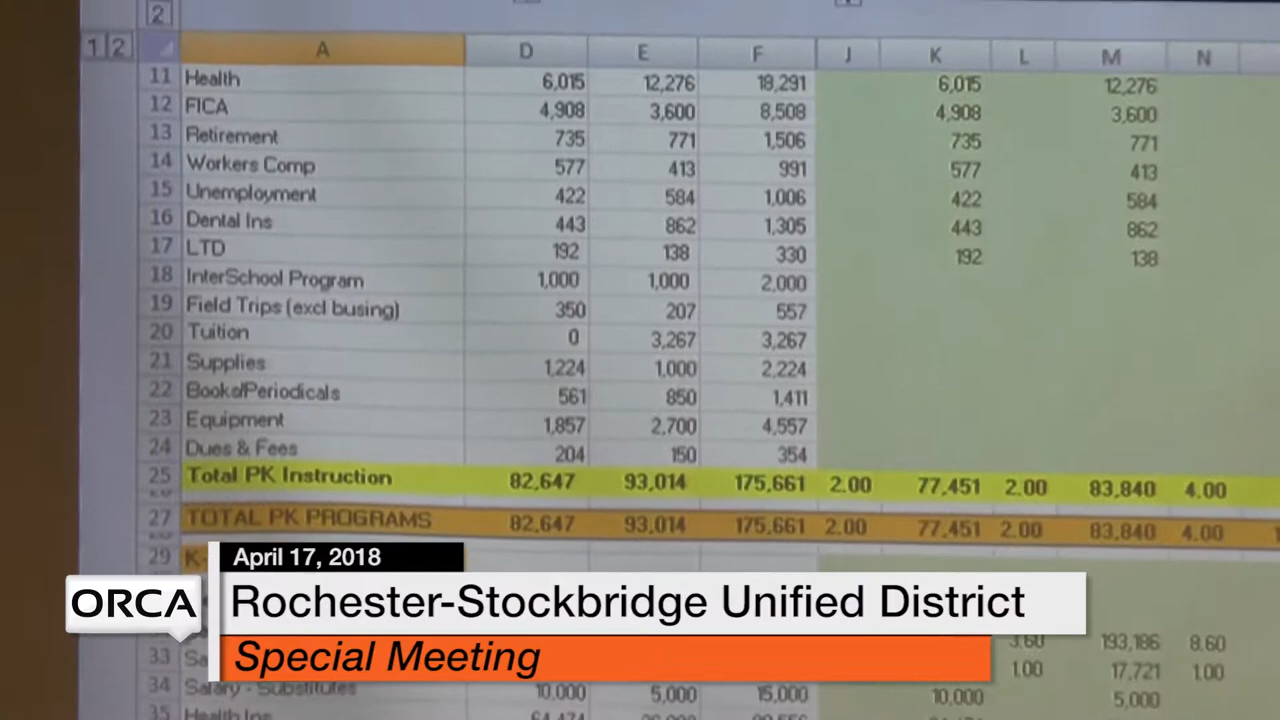 2
1 2 A D E F J K L M N
11 Health 6,015 12,276 18,291 6,015 12,276
12 FICA 4,908 3,600 8,508 4,908 3,600
13 Retirement 735 771 1,506 735 771
14 Workers Comp 577 413 991 577 413
15 Unemployment 422 584 1,006 422 584
16 Dental Ins 443 862 1,305 443 862
17 LTD 192 138 330 192 138
18 InterSchool Program 1,000 1,000 2,000
19 Field Trips (excl busing) 350 207 557
20 Tuition 0 3,267 3,267
21 Supplies 1,224 1,000 2,224
22 Books/Periodicals 561 850 1,411
23 Equipment 1,857 2,700 4,557
24 Dues & Fees 204 150 354
25 Total PK Instruction 82,647 93,014 175,661 2.00 77,451 2.00 83,840 4.00
27 TOTAL PK PROGRAMS 82,647 93,014 175,661 2.00 77,451 2.00 83,840 4.00
29
April 17, 2018
ORCA
Rochester-Stockbridge Unified District
3.60 193,186 8.60
Special Meeting
33 1.00 17,721 1.00
34 Salary - Substitutes 10,000 5,000 15,000 10,000 5,000
35 Health Ins